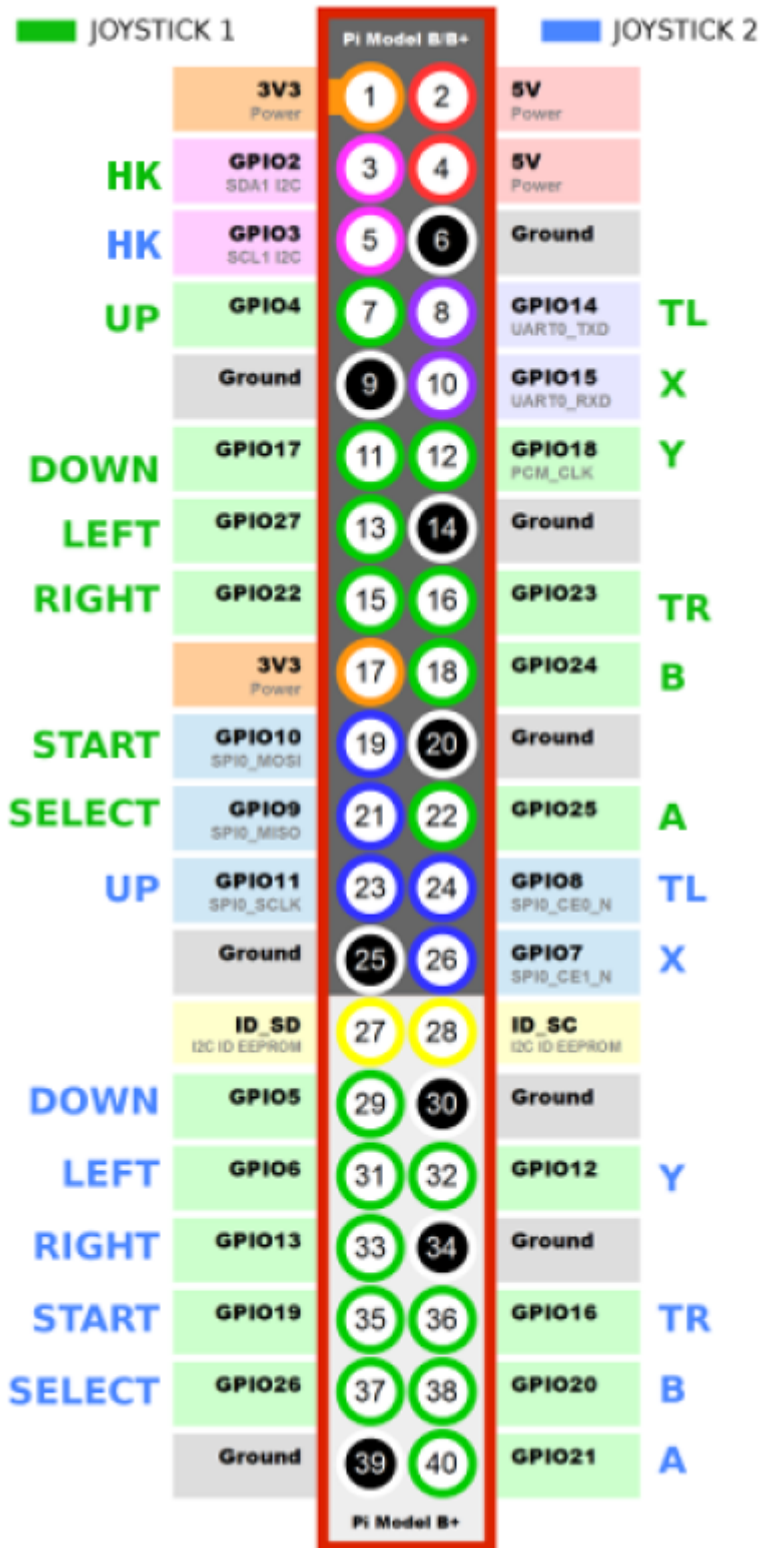 JOYSTICK 1 Pi Model B/B+ JOYSTICK 2
3V3 1 2 5V
Power Power
HK GPIO2 3 4 5V
SDA1 I2C Power
HK GPIO3 5 6 Ground
SCL1 I2C
UP GPIO4 7 8 GPIO14 TL
UART0_TXD
Ground 9 10 GPIO15 X
UART0_RXD
DOWN GPIO17 11 12 GPIO18 Y
PCM_CLK
LEFT GPIO27 13 14 Ground
RIGHT GPIO22 15 16 GPIO23 TR
3V3 17 18 GPIO24 B
Power
START GPIO10 19 20 Ground
SPI0_MOSI
SELECT GPIO9 21 22 GPIO25 A
SPI0_MISO
UP GPIO11 23 24 GPIO8 TL
SPI0_SCLK SPI0_CE0_N
Ground 25 26 GPIO7 X
SPI0_CE1_N
ID_SD 27 28 ID_SC
I2C ID EEPROM I2C ID EEPROM
DOWN GPIO5 29 30 Ground
LEFT GPIO6 31 32 GPIO12 Y
RIGHT GPIO13 33 34 Ground
START GPIO19 35 36 GPIO16 TR
SELECT GPIO26 37 38 GPIO20 B
Ground 39 40 GPIO21 A
Pi Model B+